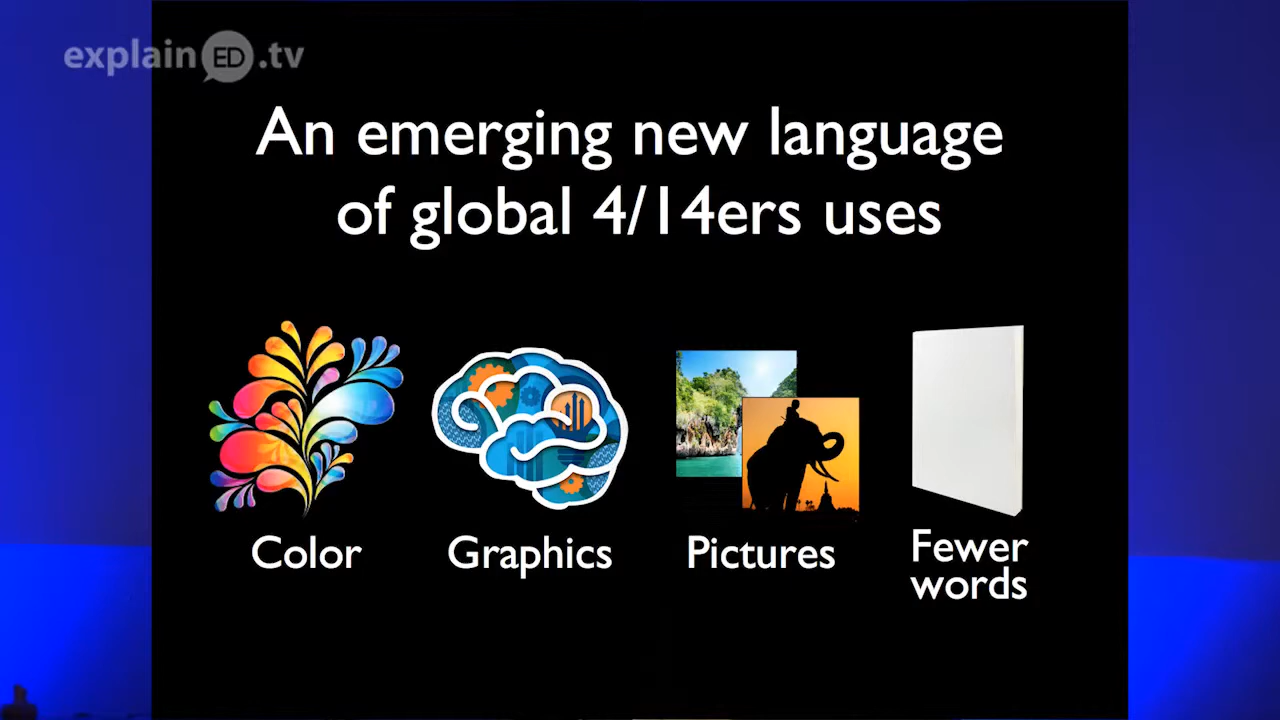 explainED.tv
An emerging new language
of global 4/14ers uses
Color
Graphics
Pictures
Fewer
words